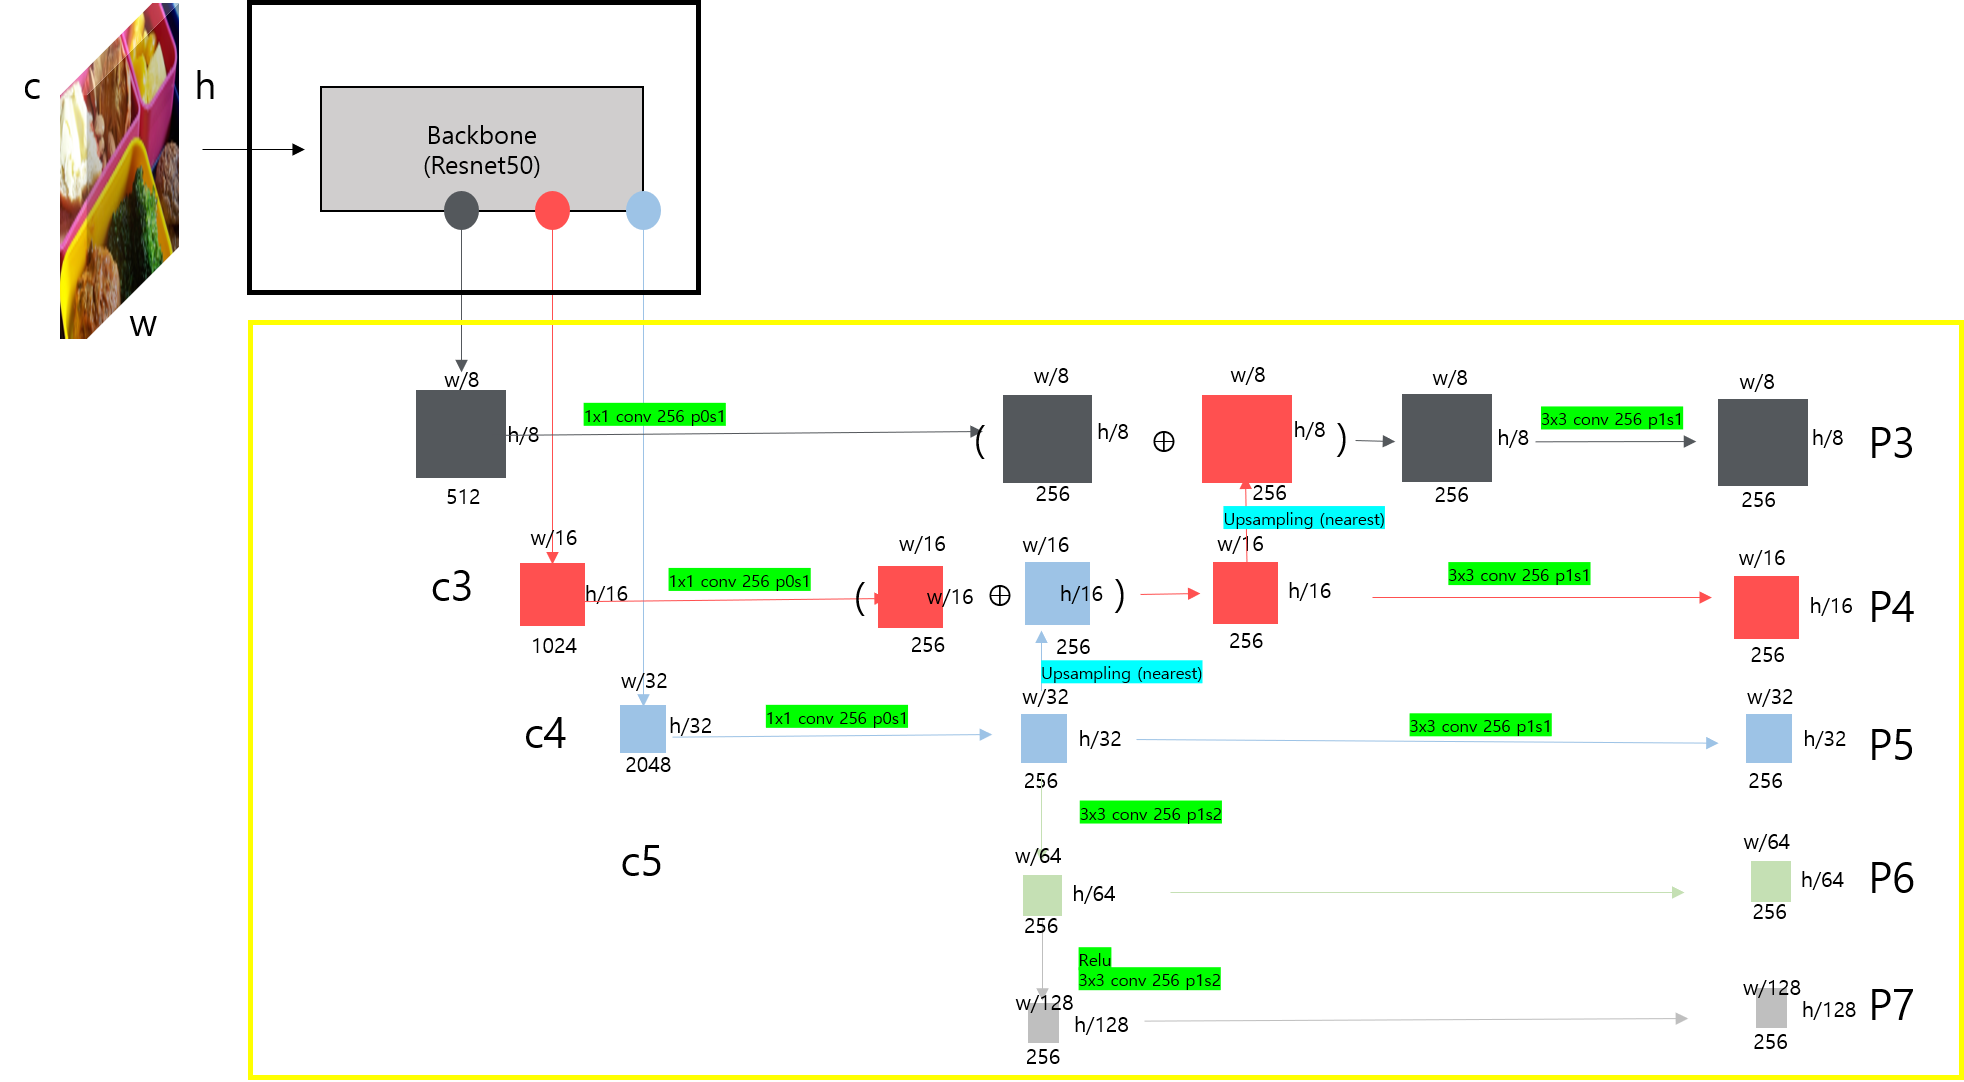 c
h
w
Backbone
(Resnet50)
w/8
h/8
512
1x1 conv 256 p0s1
(
w/8
h/8
256
⊕
w/8
h/8
256
)
w/8
h/8
256
3x3 conv 256 p1s1
w/8
h/8
256
P3
Upsampling (nearest)
c3
w/16
h/16
1024
1x1 conv 256 p0s1
(
w/16
w/16
256
⊕
w/16
h/16
256
)
w/16
h/16
256
3x3 conv 256 p1s1
w/16
h/16
256
P4
Upsampling (nearest)
c4
w/32
h/32
2048
1x1 conv 256 p0s1
w/32
h/32
256
3x3 conv 256 p1s1
w/32
h/32
256
P5
3x3 conv 256 p1s2
c5
w/64
h/64
256
w/64
h/64
256
P6
Relu
3x3 conv 256 p1s2
w/128
h/128
256
w/128
h/128
256
P7